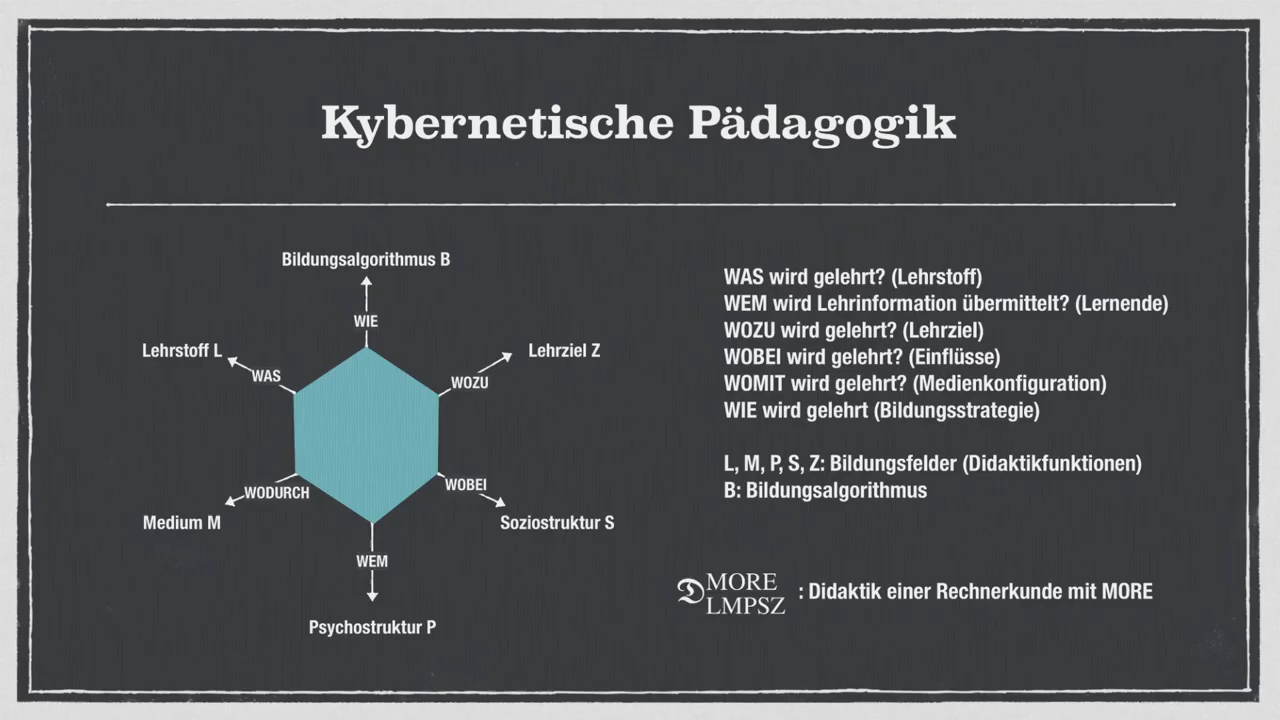 Kybernetische Pädagogik
Bildungsalgorithmus B
WIE
Lehrstoff L
WAS
WOZU
Lehrziel Z
WODURCH
Medium M
WOBEI
Soziostruktur S
WEM
Psychostruktur P
WAS wird gelehrt? (Lehrstoff)
WEM wird Lehrinformation übermittelt? (Lernende)
WOZU wird gelehrt? (Lehrziel)
WOBEI wird gelehrt? (Einflüsse)
WOMIT wird gelehrt? (Medienkonfiguration)
WIE wird gelehrt (Bildungsstrategie)
L, M, P, S, Z: Bildungsfelder (Didaktikfunktionen)
B: Bildungsalgorithmus
𝕯 MORE LMPSZ : Didaktik einer Rechnerkunde mit MORE